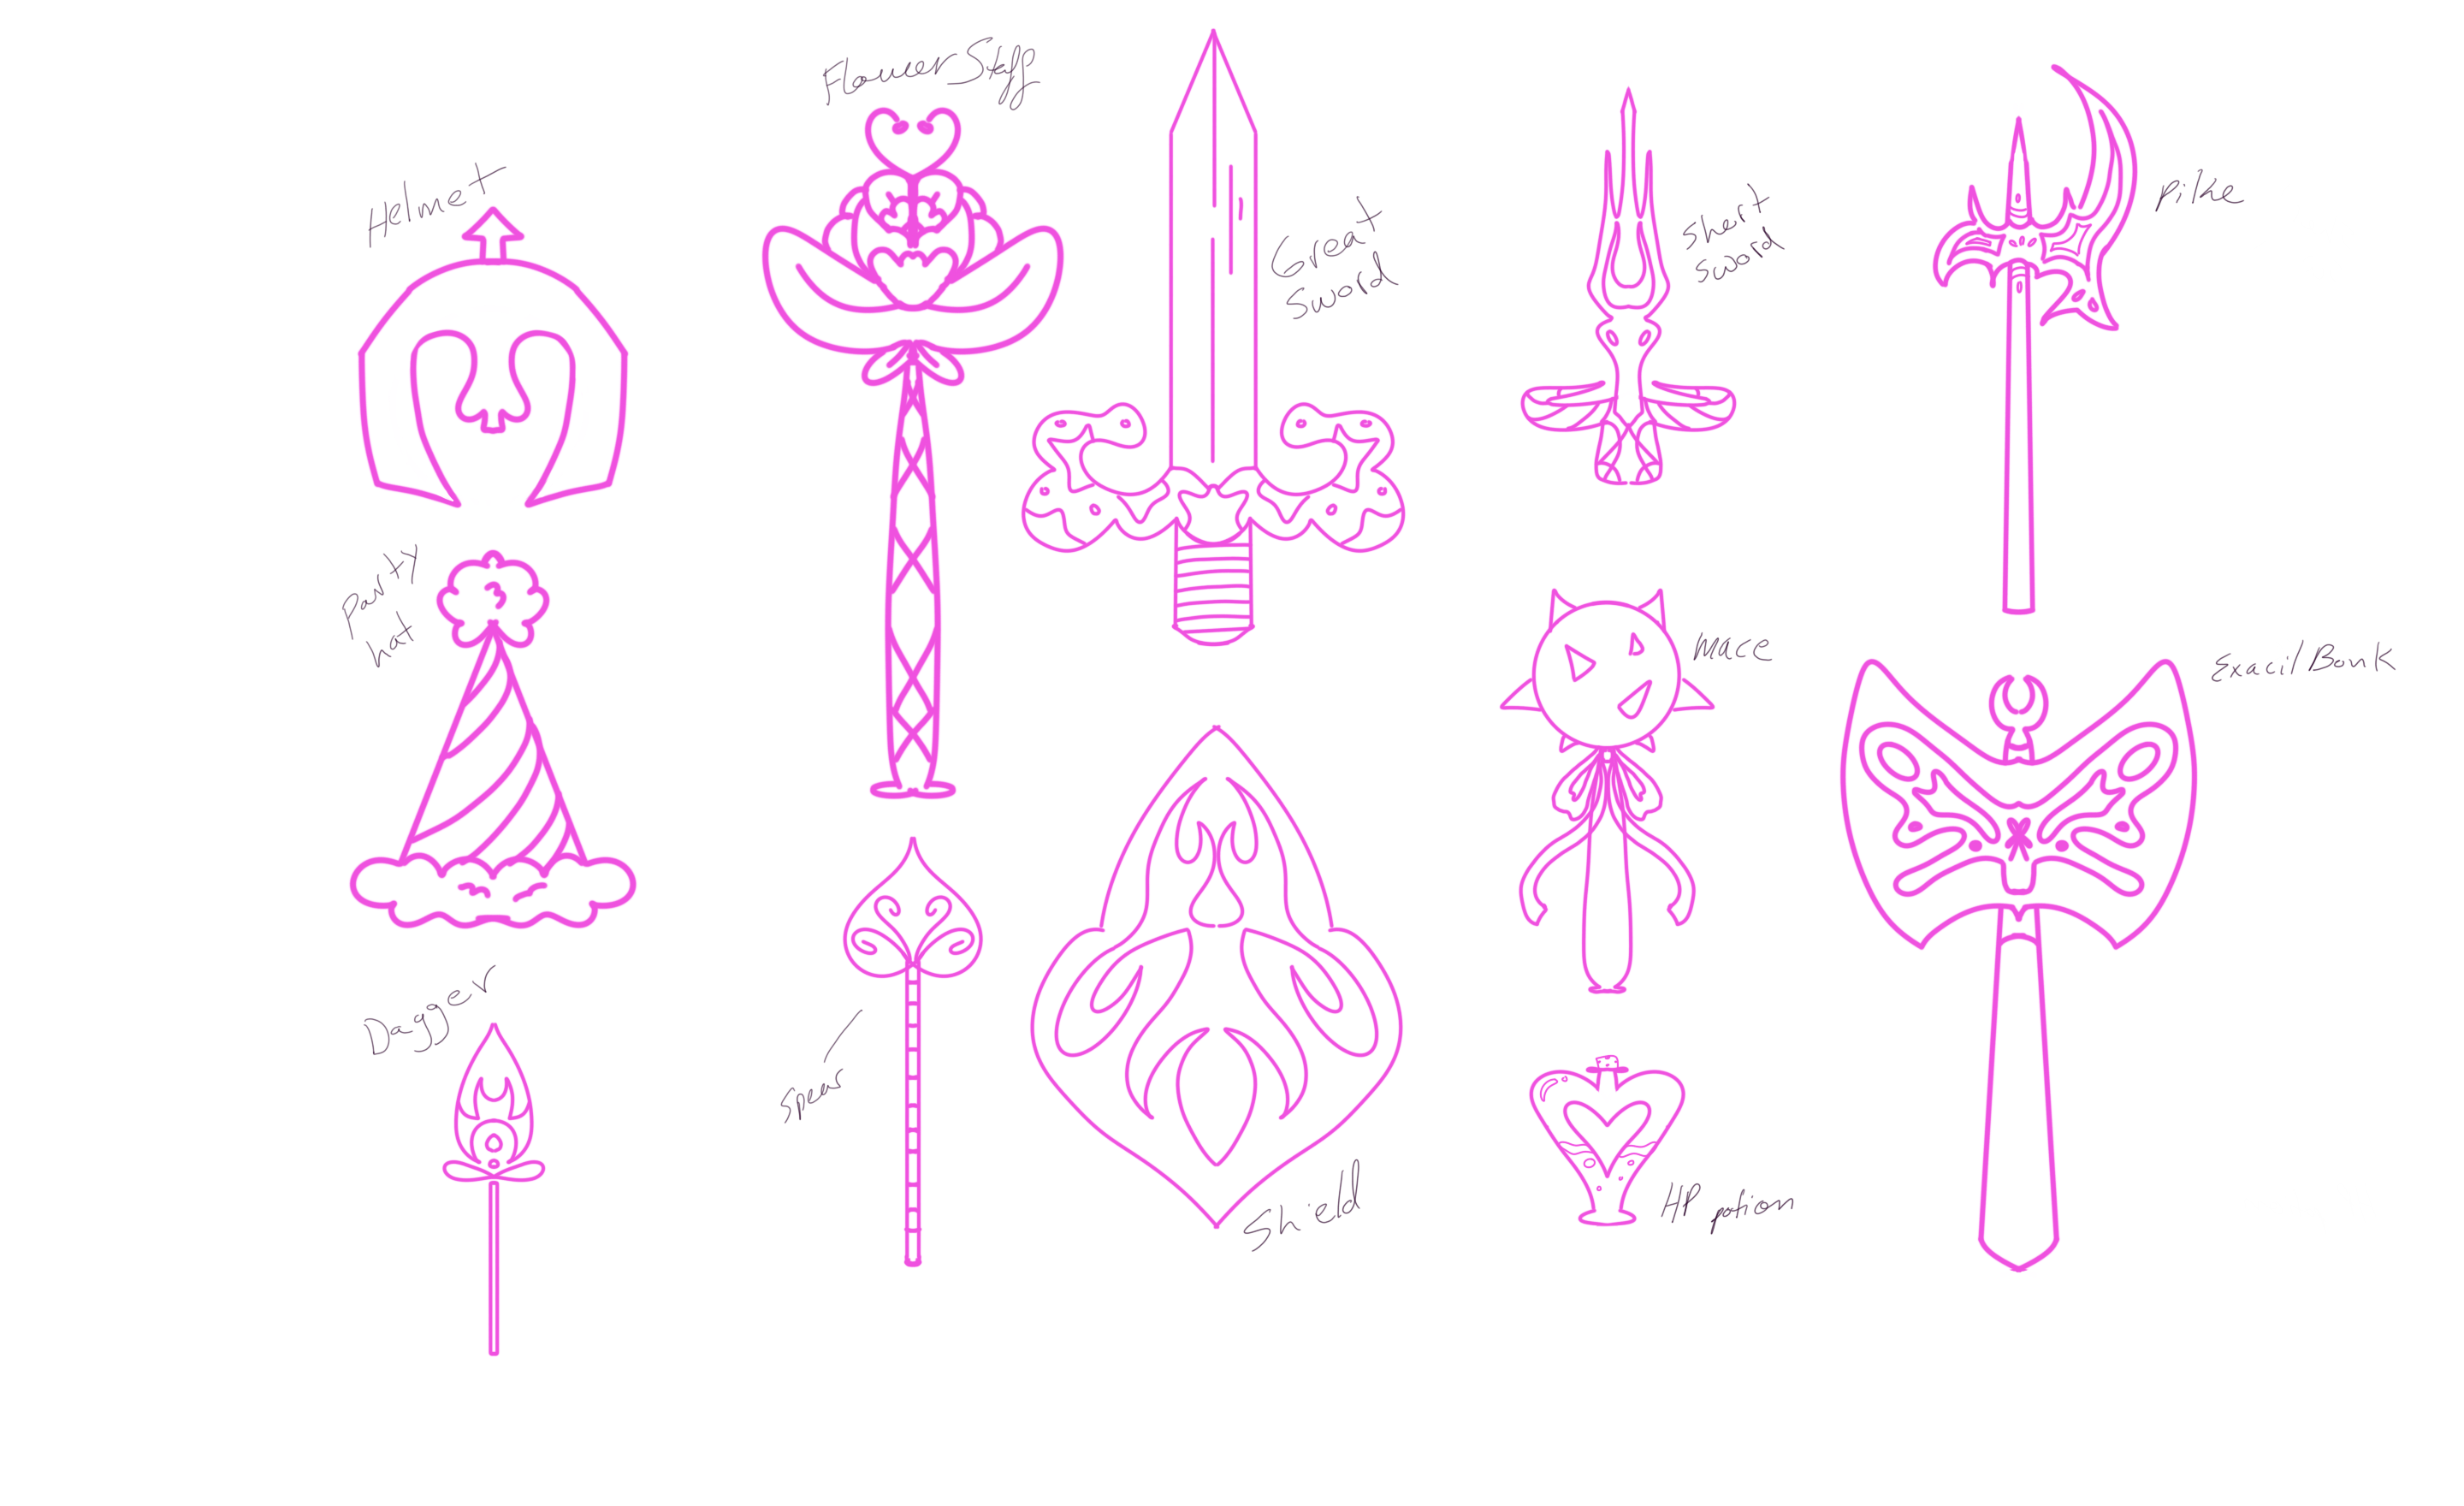 Flower Staff
Helmet
Great
Sword
Short
sword
Pike
Party
hat
Mace
Exacil/Bonk
Dagger
Spear
Shield
HP potion